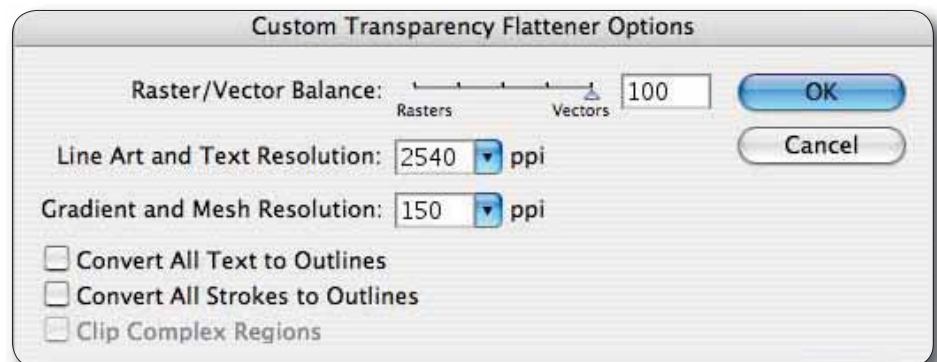 Custom Transparency Flattener Options
Raster/Vector Balance: 100 OK
Rasters Vectors
Line Art and Text Resolution: 2540 ppi Cancel
Gradient and Mesh Resolution: 150 ppi
Convert All Text to Outlines
Convert All Strokes to Outlines
Clip Complex Regions